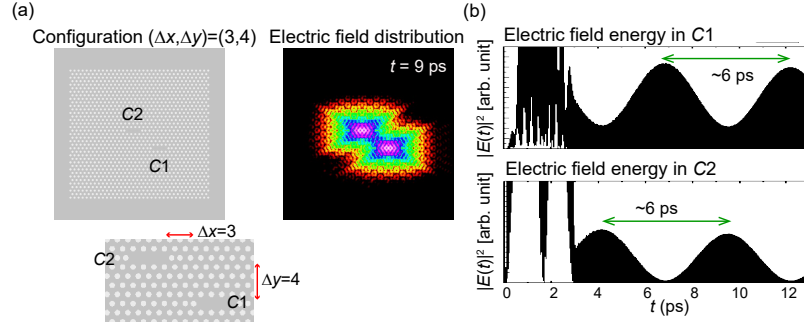 (a)
Configuration (Δx,Δy)=(3,4)
C2
C1
Electric field distribution
t = 9 ps
Δx=3
C2
Δy=4
C1
(b)
Electric field energy in C1
|E(t)|² [arb. unit]
~6 ps
Electric field energy in C2
|E(t)|² [arb. unit]
~6 ps
0 2 4 6 8 10 12
t (ps)